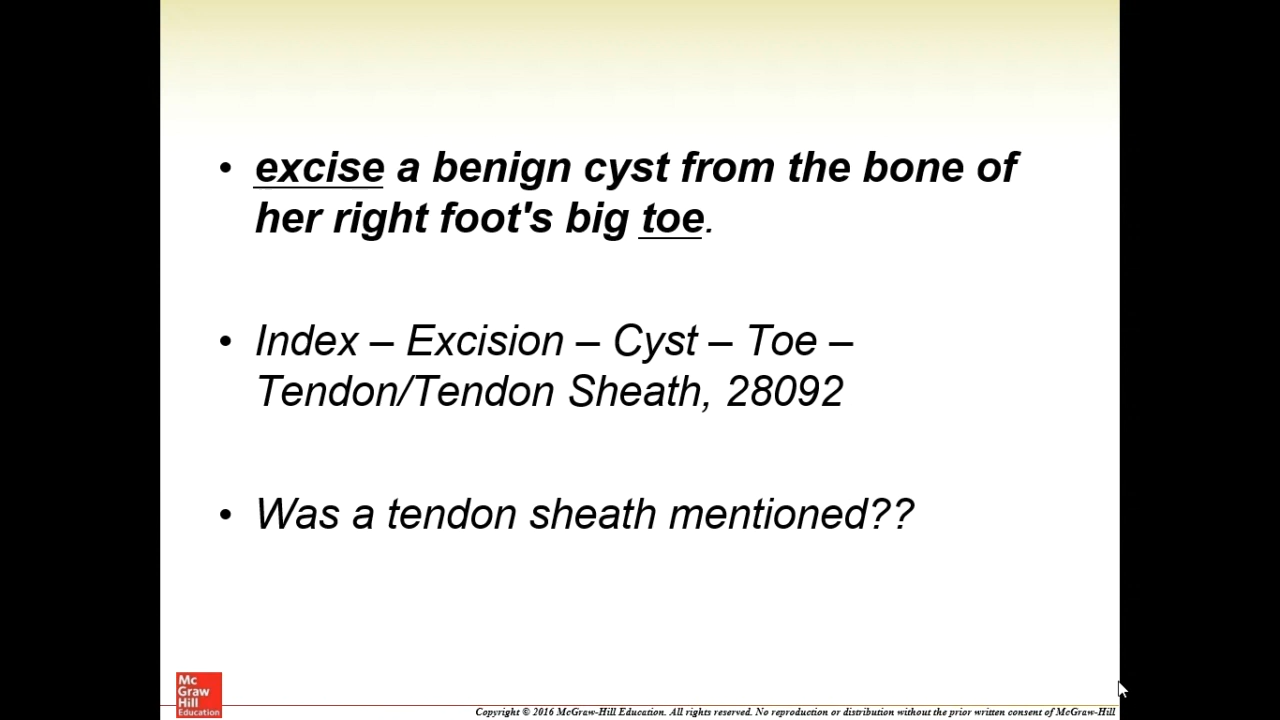 • excise a benign cyst from the bone of
her right foot's big toe.
• Index – Excision – Cyst – Toe –
Tendon/Tendon Sheath, 28092
• Was a tendon sheath mentioned??
Mc
Graw
Hill
Education
Copyright © 2016 McGraw-Hill Education. All rights reserved. No reproduction or distribution without the prior written consent of McGraw-Hill